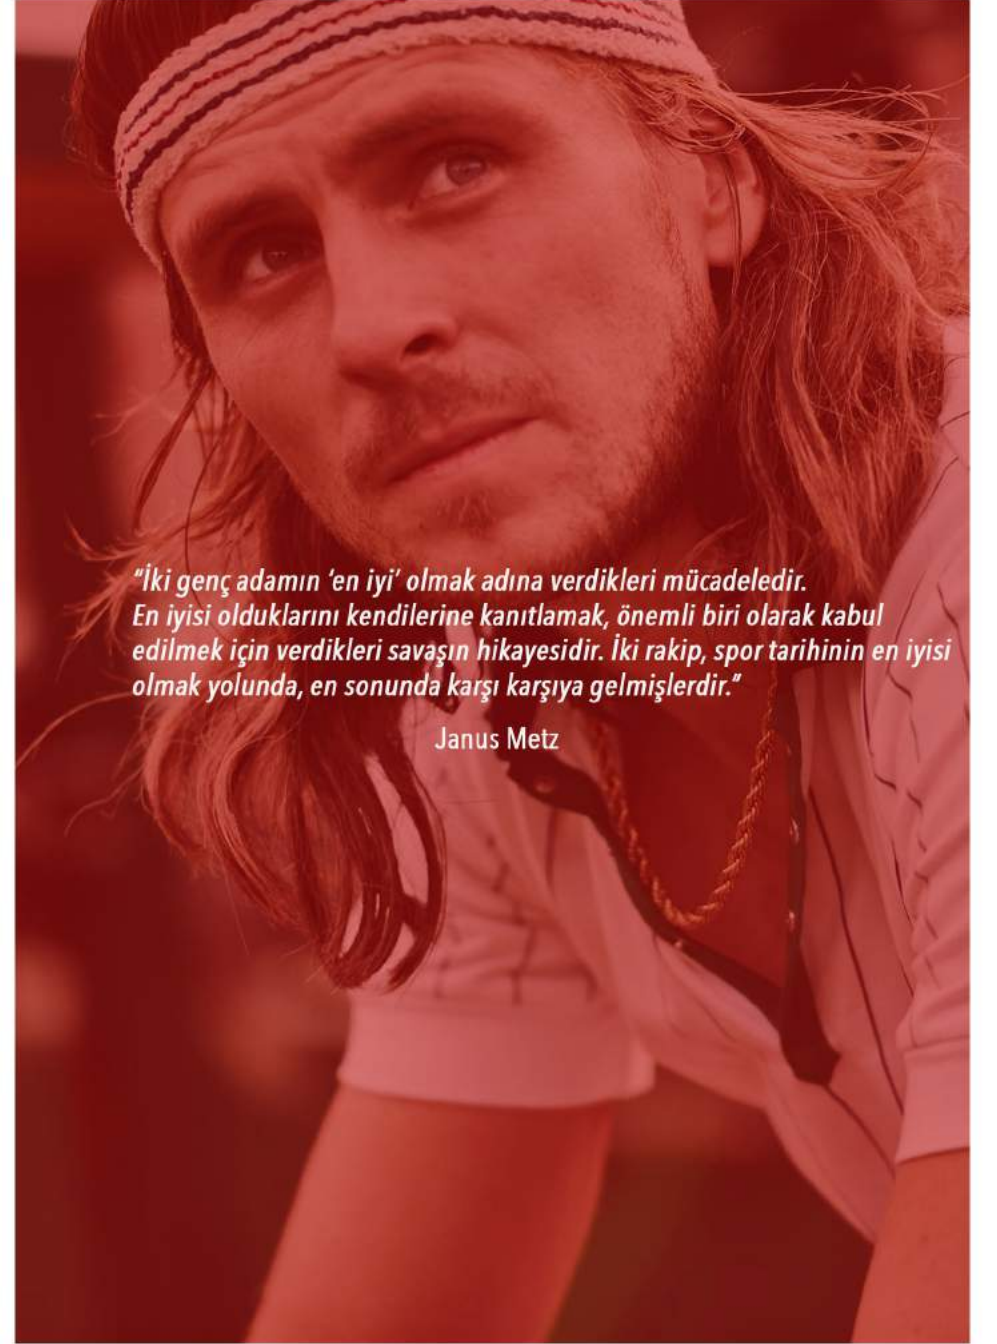 “İki genç adamın ‘en iyi’ olmak adına verdikleri mücadeledir.
En iyisi olduklarını kendilerine kanıtlamak, önemli biri olarak kabul
edilmek için verdikleri savaşın hikayesidir. İki rakip, spor tarihinin en iyisi
olmak yolunda, en sonunda karşı karşıya gelmişlerdir.”
Janus Metz